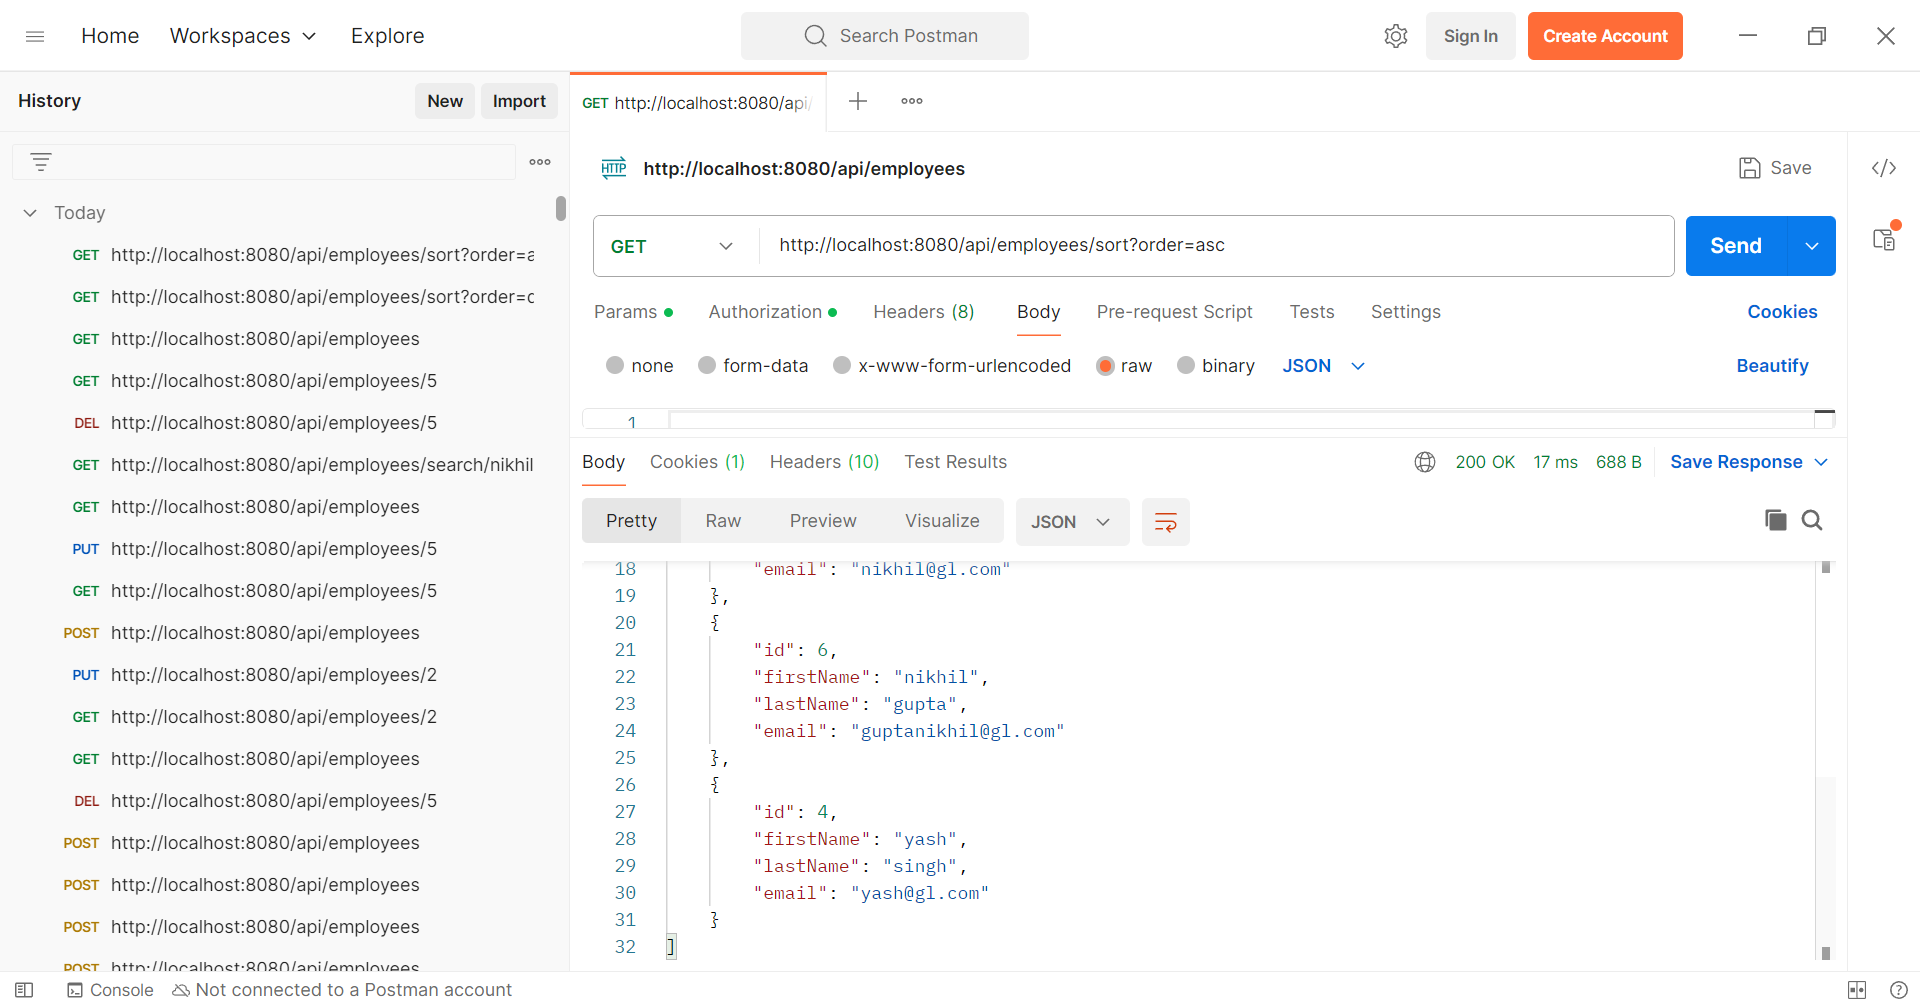 Home Workspaces Explore Search Postman Sign In Create Account
History New Import
GET http://localhost:8080/api/
Today
GET http://localhost:8080/api/employees/sort?order=a
GET http://localhost:8080/api/employees/sort?order=
GET http://localhost:8080/api/employees
GET http://localhost:8080/api/employees/5
DEL http://localhost:8080/api/employees/5
GET http://localhost:8080/api/employees/search/nikhil
GET http://localhost:8080/api/employees
PUT http://localhost:8080/api/employees/5
GET http://localhost:8080/api/employees/5
POST http://localhost:8080/api/employees
PUT http://localhost:8080/api/employees/2
GET http://localhost:8080/api/employees/2
GET http://localhost:8080/api/employees
DEL http://localhost:8080/api/employees/5
POST http://localhost:8080/api/employees
POST http://localhost:8080/api/employees
POST http://localhost:8080/api/employees
POST http://localhost:8080/api/employees
HTTP http://localhost:8080/api/employees Save </>
GET http://localhost:8080/api/employees/sort?order=asc Send
Params Authorization Headers (8) Body Pre-request Script Tests Settings Cookies
none form-data x-www-form-urlencoded raw binary JSON Beautify
1
Body Cookies (1) Headers (10) Test Results 200 OK 17 ms 688 B Save Response
Pretty Raw Preview Visualize JSON
18 "email": "nikhil@gl.com"
19 },
20 {
21 "id": 6,
22 "firstName": "nikhil",
23 "lastName": "gupta",
24 "email": "guptanikhil@gl.com"
25 },
26 {
27 "id": 4,
28 "firstName": "yash",
29 "lastName": "singh",
30 "email": "yash@gl.com"
31 }
32 ]
Console Not connected to a Postman account